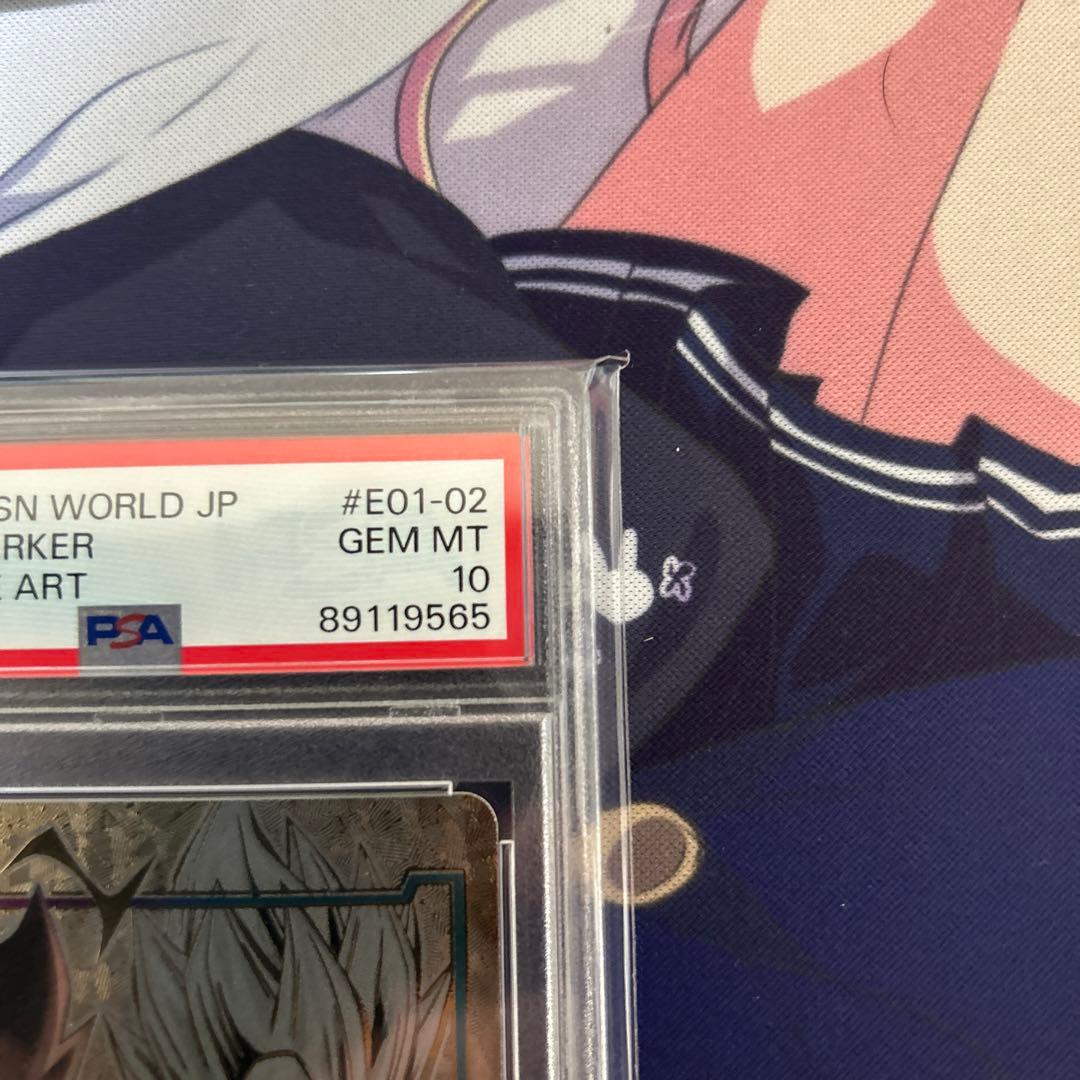 SN WORLD JP #E01-02
RKER GEM MT
ART 10
PSA 89119565